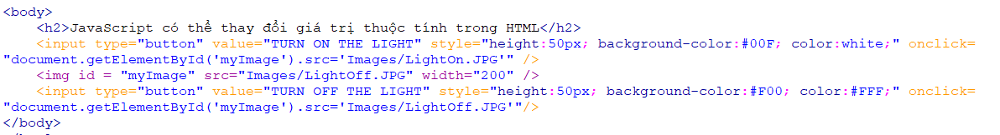 <body>
    <h2>JavaScript có thể thay đổi giá trị thuộc tính trong HTML</h2>
    <input type="button" value="TURN ON THE LIGHT" style="height:50px; background-color:#00F; color:white;" onclick=
"document.getElementById('myImage').src='Images/LightOn.JPG'" />
    <img id = "myImage" src="Images/LightOff.JPG" width="200" />
    <input type="button" value="TURN OFF THE LIGHT" style="height:50px; background-color:#F00; color:#FFF;" onclick=
"document.getElementById('myImage').src='Images/LightOff.JPG'"/>
</body>